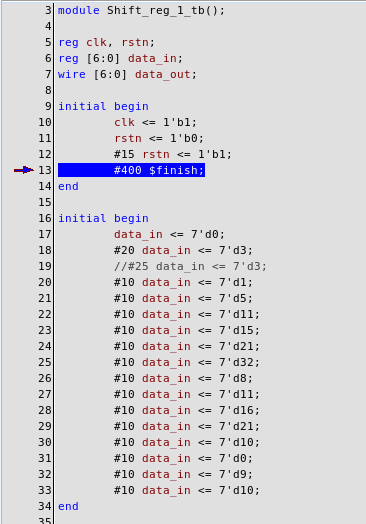 3 module Shift_reg_1_tb();
4
5 reg clk, rstn;
6 reg [6:0] data_in;
7 wire [6:0] data_out;
8
9 initial begin
10 clk <= 1'b1;
11 rstn <= 1'b0;
12 #15 rstn <= 1'b1;
13 #400 $finish;
14 end
15
16 initial begin
17 data_in <= 7'd0;
18 #20 data_in <= 7'd3;
19 //#25 data_in <= 7'd3;
20 #10 data_in <= 7'd1;
21 #10 data_in <= 7'd5;
22 #10 data_in <= 7'd11;
23 #10 data_in <= 7'd15;
24 #10 data_in <= 7'd21;
25 #10 data_in <= 7'd32;
26 #10 data_in <= 7'd8;
27 #10 data_in <= 7'd11;
28 #10 data_in <= 7'd16;
29 #10 data_in <= 7'd21;
30 #10 data_in <= 7'd10;
31 #10 data_in <= 7'd0;
32 #10 data_in <= 7'd9;
33 #10 data_in <= 7'd10;
34 end
35